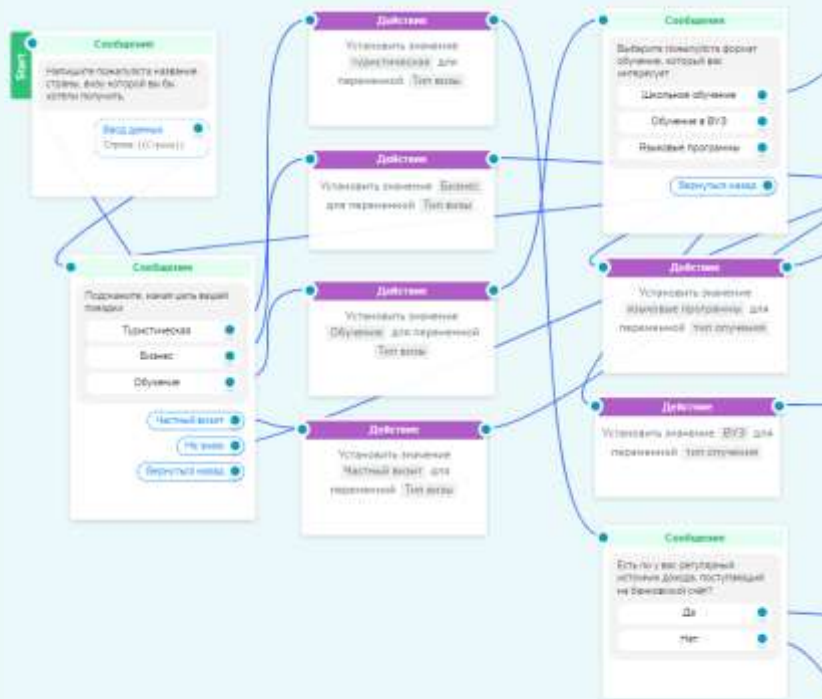 Start
Сообщение
Напишите пожалуйста название
страны, визу которой вы бы
хотели получить.
Ввод данных
Строка: {{Страна}}
Сообщение
Подскажите, какая цель вашей
поездки
Туристическая
Бизнес
Обучение
Частный визит
Не знаю
Вернуться назад
Действие
Установить значение
туристическая для
переменной Тип визы
Действие
Установить значение Бизнес
для переменной Тип визы
Действие
Установить значение
Обучение для переменной
Тип визы
Действие
Установить значение
Частный визит для
переменной Тип визы
Сообщение
Выберите пожалуйста формат
обучение, который вас
интересует
Школьное обучение
Обучение в ВУЗ
Языковые программы
Вернуться назад
Действие
Установить значение
языковые программы для
переменной тип
Действие
Установить значение ВУЗ для
переменной тип
Сообщение
Есть ли у вас регулярный
источник дохода, поступающий
на банковский счёт?
Да
Нет